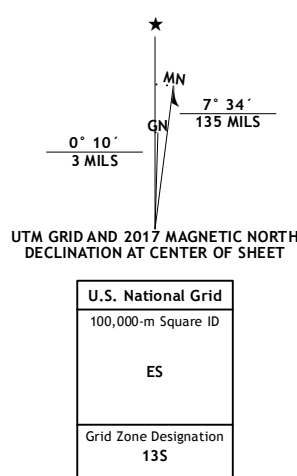 ★
MN
7° 34´
135 MILS
GN
0° 10´
3 MILS
UTM GRID AND 2017 MAGNETIC NORTH
DECLINATION AT CENTER OF SHEET
U.S. National Grid
100,000-m Square ID
ES
Grid Zone Designation
13S